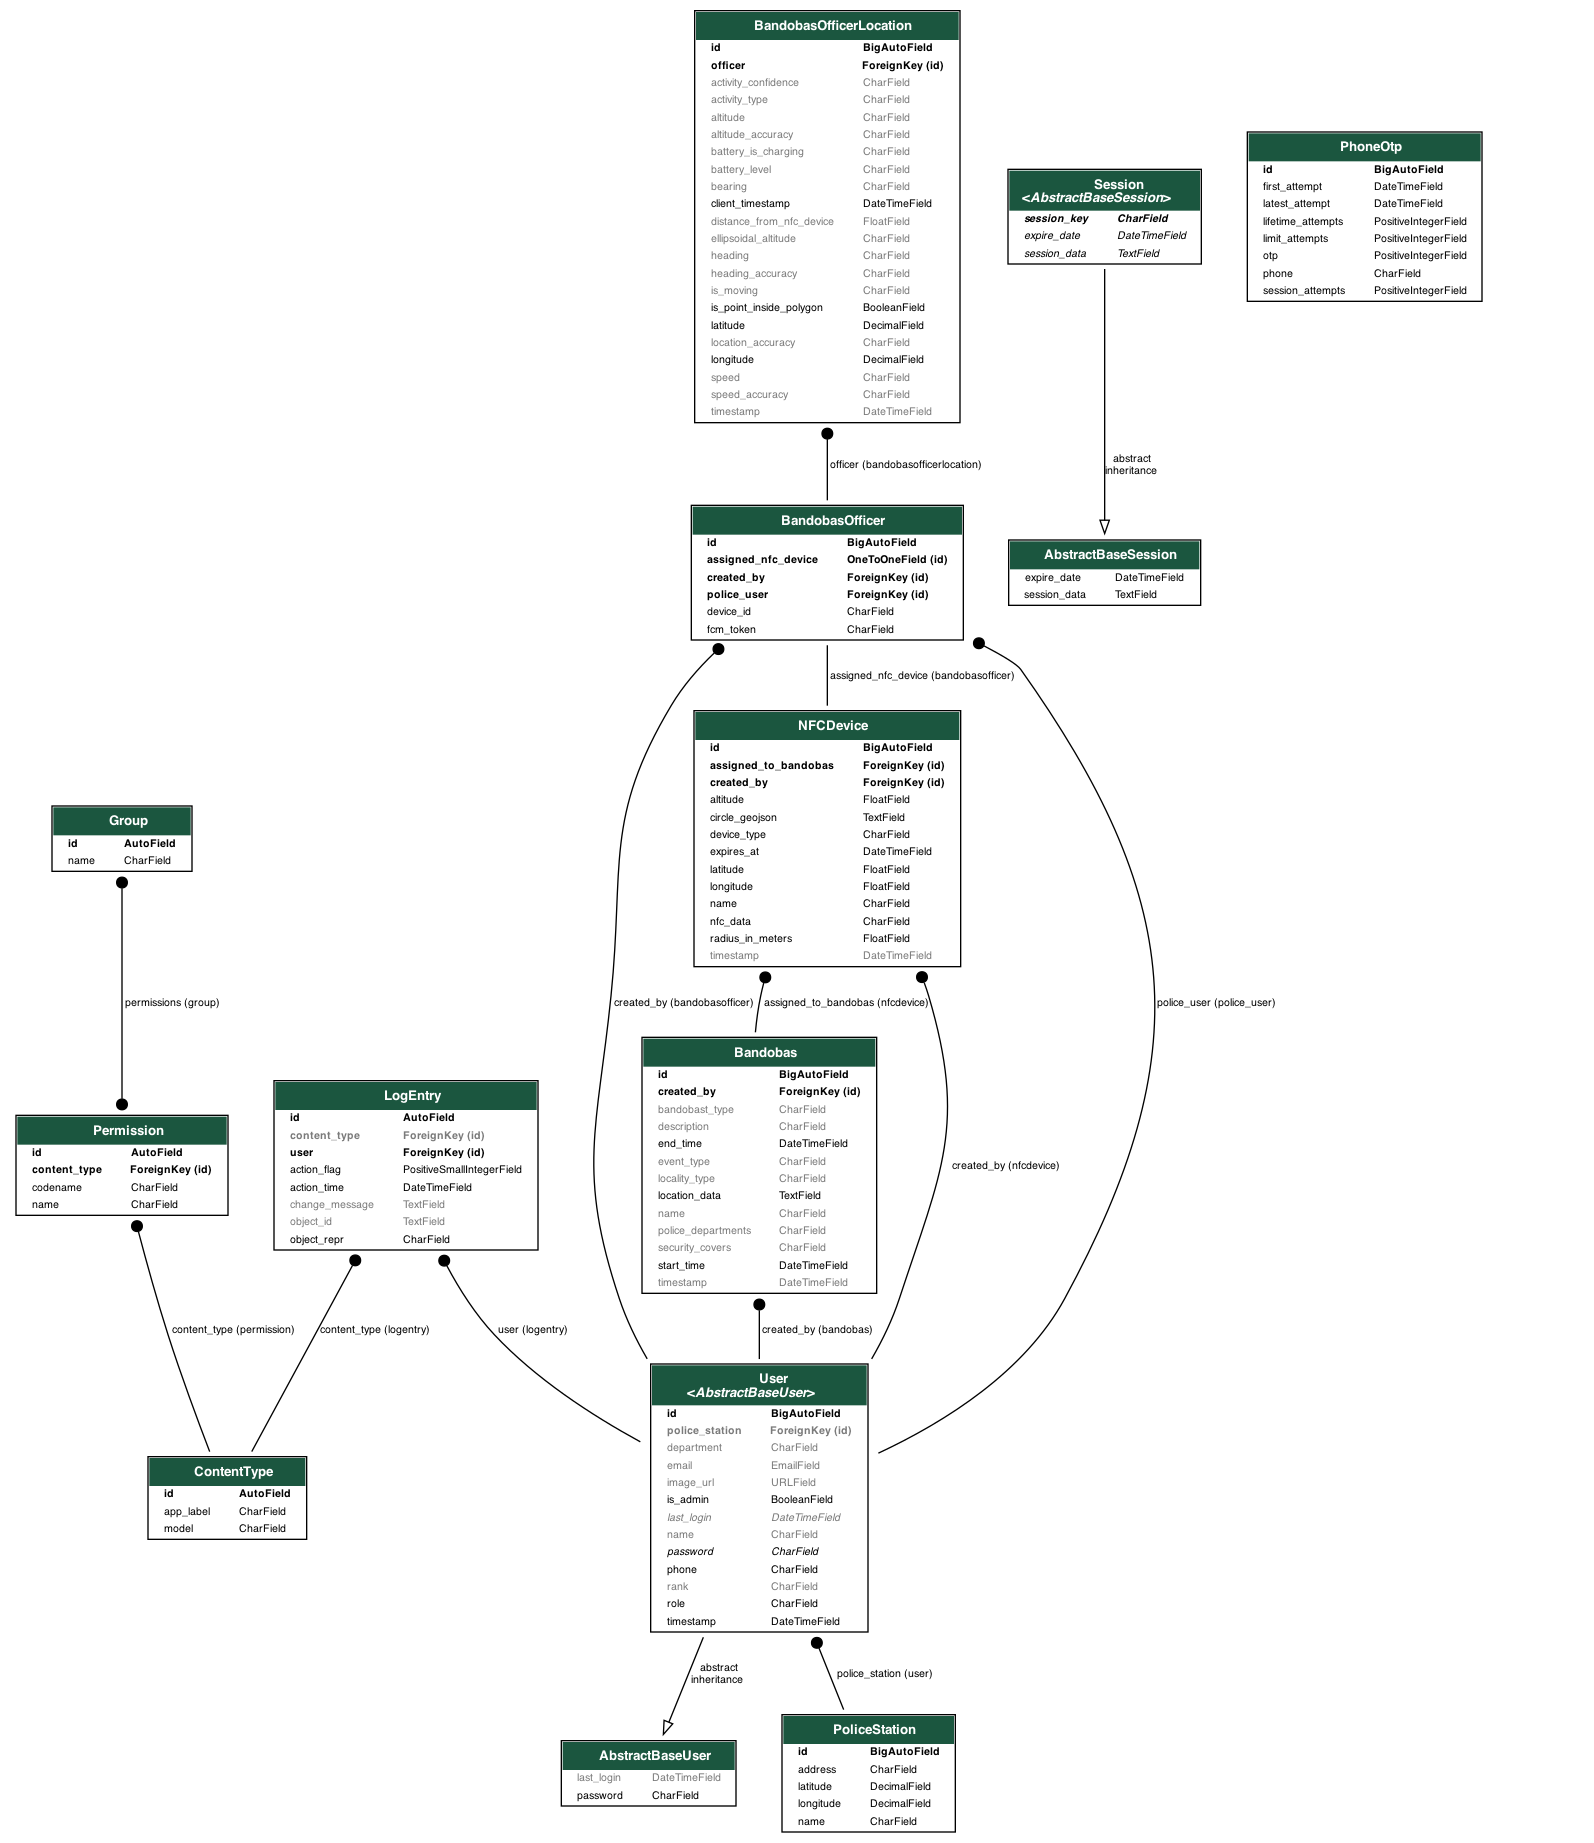 BandobasOfficerLocation
id BigAutoField
officer ForeignKey (id)
activity_confidence CharField
activity_type CharField
altitude CharField
altitude_accuracy CharField
battery_is_charging CharField
battery_level CharField
bearing CharField
client_timestamp DateTimeField
distance_from_nfc_device FloatField
ellipsoidal_altitude CharField
heading CharField
heading_accuracy CharField
is_moving CharField
is_point_inside_polygon BooleanField
latitude DecimalField
location_accuracy CharField
longitude DecimalField
speed CharField
speed_accuracy CharField
timestamp DateTimeField
Session
<AbstractBaseSession>
session_key CharField
expire_date DateTimeField
session_data TextField
PhoneOtp
id BigAutoField
first_attempt DateTimeField
latest_attempt DateTimeField
lifetime_attempts PositiveIntegerField
limit_attempts PositiveIntegerField
otp PositiveIntegerField
phone CharField
session_attempts PositiveIntegerField
officer (bandobasofficerlocation)
abstract
inheritance
BandobasOfficer
id BigAutoField
assigned_nfc_device OneToOneField (id)
created_by ForeignKey (id)
police_user ForeignKey (id)
device_id CharField
fcm_token CharField
AbstractBaseSession
expire_date DateTimeField
session_data TextField
assigned_nfc_device (bandobasofficer)
NFCDevice
id BigAutoField
assigned_to_bandobas ForeignKey (id)
created_by ForeignKey (id)
altitude FloatField
circle_geojson TextField
device_type CharField
expires_at DateTimeField
latitude FloatField
longitude FloatField
name CharField
nfc_data CharField
radius_in_meters FloatField
timestamp DateTimeField
Group
id AutoField
name CharField
permissions (group)
created_by (bandobasofficer)
assigned_to_bandobas (nfcdevice)
police_user (police_user)
Bandobas
id BigAutoField
created_by ForeignKey (id)
bandobast_type CharField
description CharField
end_time DateTimeField
event_type CharField
locality_type CharField
location_data TextField
name CharField
police_departments CharField
security_covers CharField
start_time DateTimeField
timestamp DateTimeField
LogEntry
id AutoField
content_type ForeignKey (id)
user ForeignKey (id)
action_flag PositiveSmallIntegerField
action_time DateTimeField
change_message TextField
object_id TextField
object_repr CharField
Permission
id AutoField
content_type ForeignKey (id)
codename CharField
name CharField
created_by (nfcdevice)
content_type (permission)
content_type (logentry)
user (logentry)
created_by (bandobas)
User
<AbstractBaseUser>
id BigAutoField
police_station ForeignKey (id)
department CharField
email EmailField
image_url URLField
is_admin BooleanField
last_login DateTimeField
name CharField
password CharField
phone CharField
rank CharField
role CharField
timestamp DateTimeField
ContentType
id AutoField
app_label CharField
model CharField
abstract
inheritance
police_station (user)
AbstractBaseUser
last_login DateTimeField
password CharField
PoliceStation
id BigAutoField
address CharField
latitude DecimalField
longitude DecimalField
name CharField